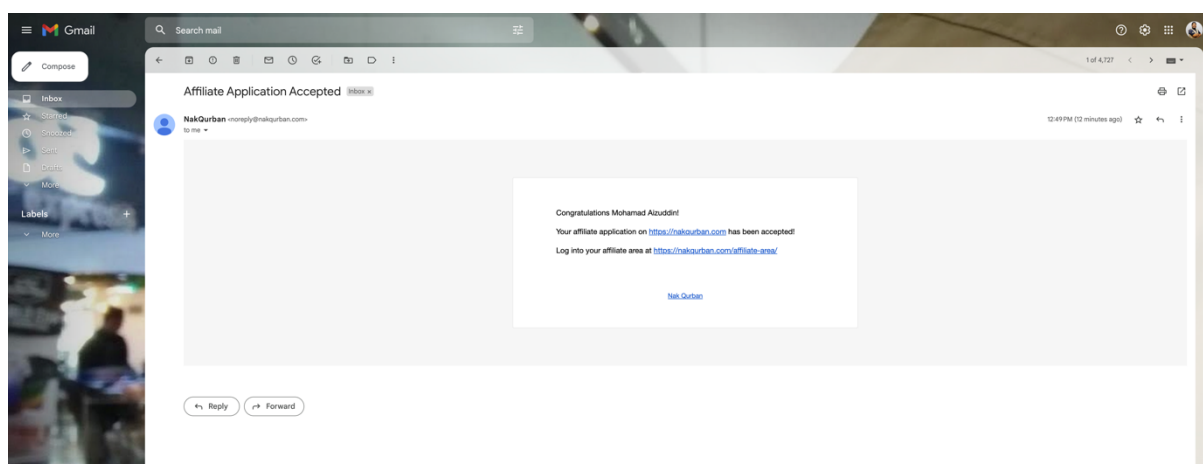 Gmail
Search mail
Compose
1 of 4,727
Inbox
Starred
Snoozed
Sent
Drafts
More
Labels
More
Affiliate Application Accepted Inbox x
NakQurban <noreply@nakqurban.com>
to me
12:49 PM (12 minutes ago)
Congratulations Mohamad Aizuddin!
Your affiliate application on https://nakqurban.com has been accepted!
Log into your affiliate area at https://nakqurban.com/affiliate-area/
Nak Qurban
Reply
Forward